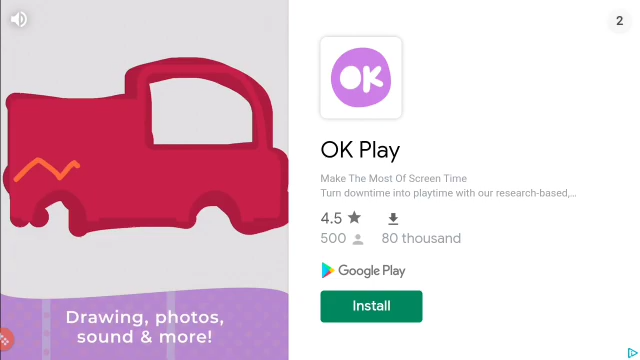 2
OK
OK Play
Make The Most Of Screen Time
Turn downtime into playtime with our research-based,...
4.5
500 80 thousand
Google Play
Install
Drawing, photos,
sound & more!